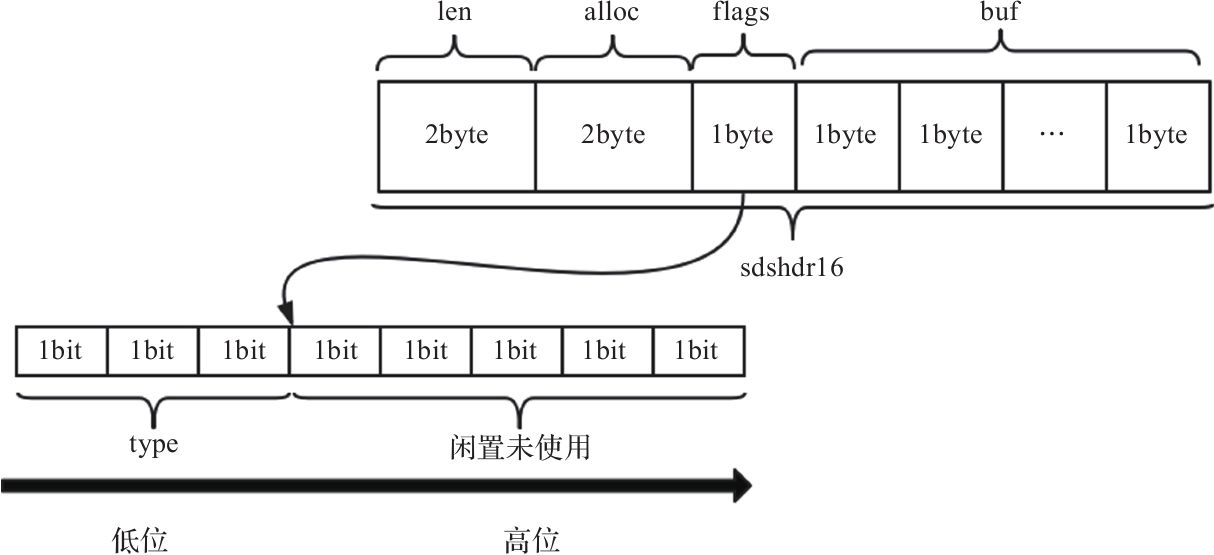 len alloc flags buf
2byte 2byte 1byte 1byte 1byte … 1byte
sdshdr16
1bit 1bit 1bit 1bit 1bit 1bit 1bit 1bit
type 闲置未使用
低位 高位